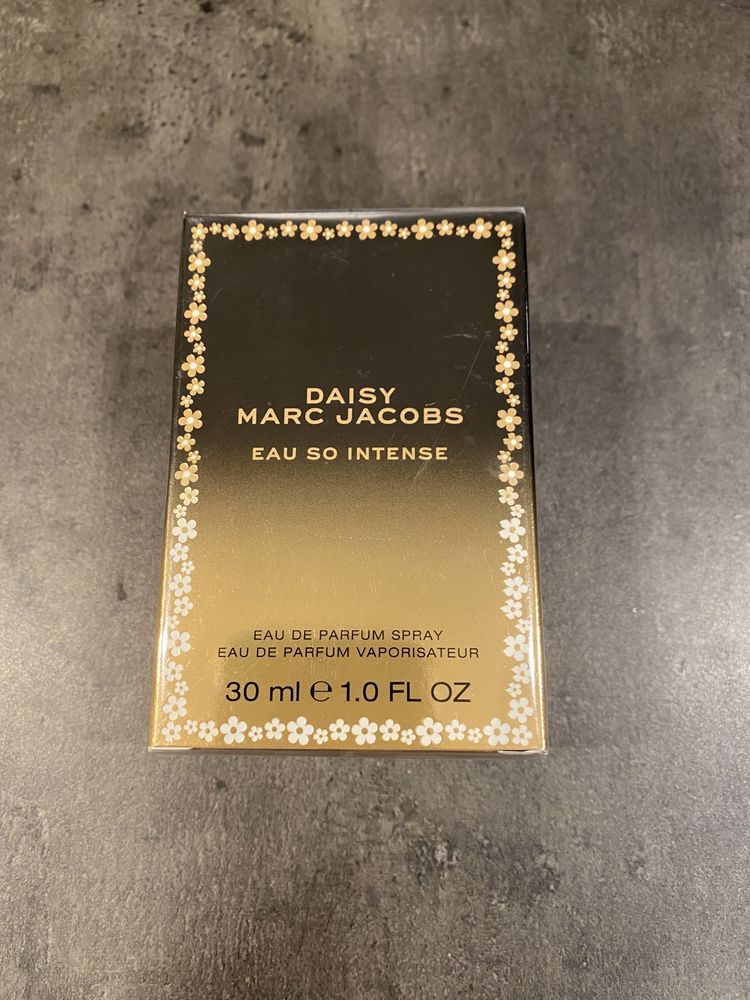 DAISY
MARC JACOBS
EAU SO INTENSE
EAU DE PARFUM SPRAY
EAU DE PARFUM VAPORISATEUR
30 ml ℮ 1.0 FL OZ